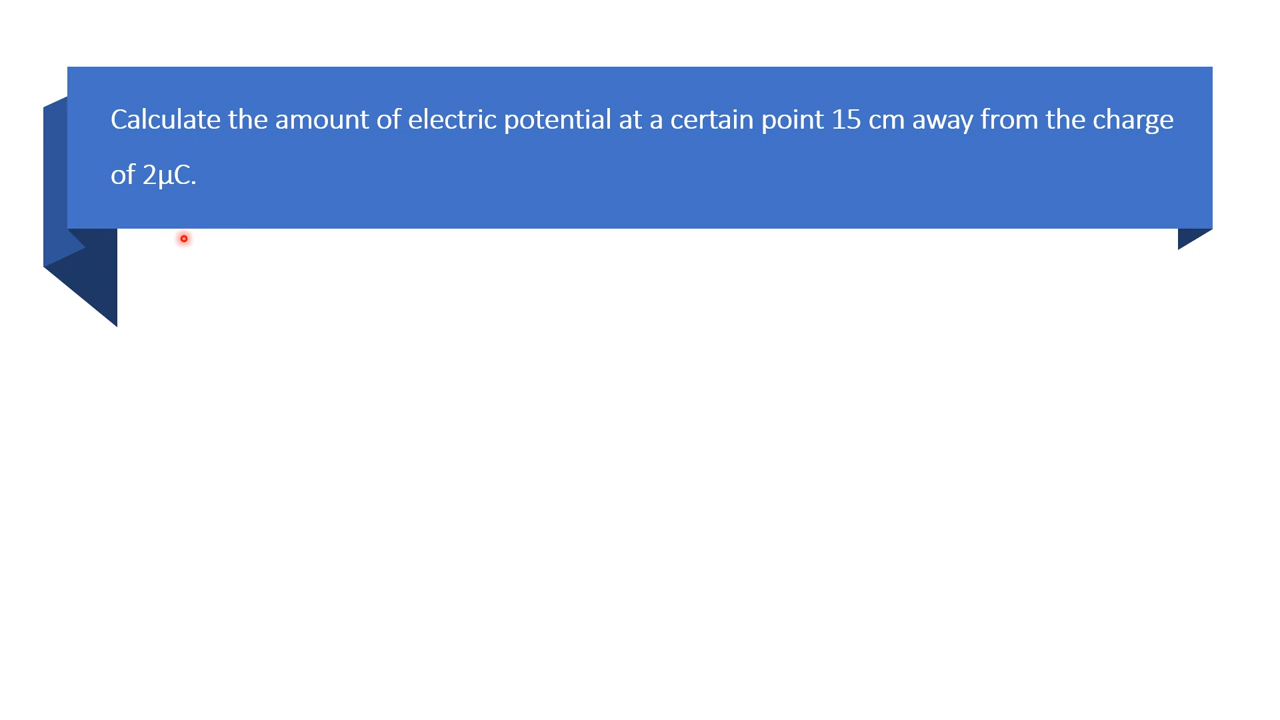 Calculate the amount of electric potential at a certain point 15 cm away from the charge
of 2μC.